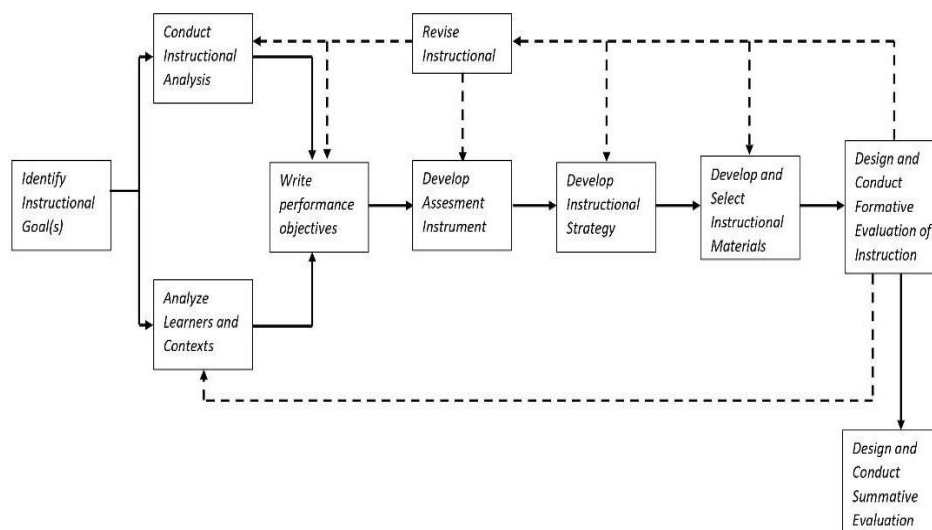 Conduct
Instructional
Analysis
Revise
Instructional
Identify
Instructional
Goal(s)
Write
performance
objectives
Develop
Assesment
Instrument
Develop
Instructional
Strategy
Develop and
Select
Instructional
Materials
Design and
Conduct
Formative
Evaluation of
Instruction
Analyze
Learners and
Contexts
Design and
Conduct
Summative
Evaluation